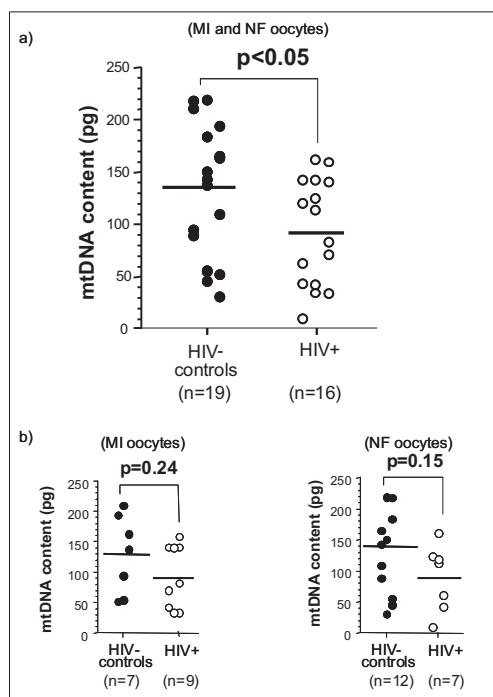 a)
(MI and NF oocytes)
p<0.05
mtDNA content (pg)
250
200
150
100
50
0
HIV-
controls
HIV+
(n=19)
(n=16)
b)
(MI oocytes)
p=0.24
mtDNA content (pg)
250
200
150
100
50
0
HIV-
controls
HIV+
(n=7)
(n=9)
(NF oocytes)
p=0.15
mtDNA content (pg)
250
200
150
100
50
0
HIV-
controls
HIV+
(n=12)
(n=7)